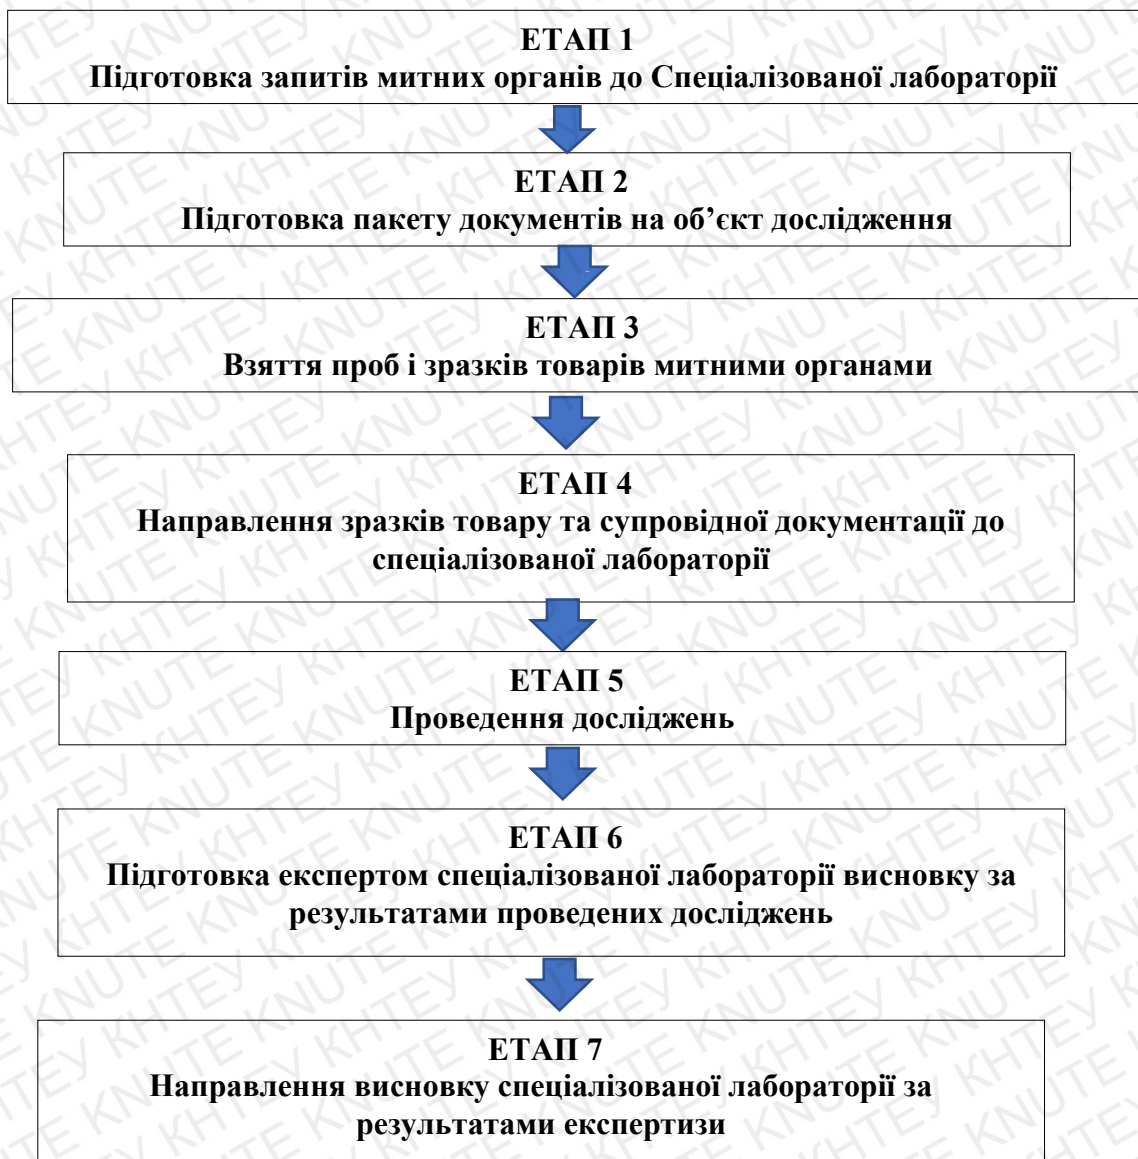 ЕТАП 1
Підготовка запитів митних органів до Спеціалізованої лабораторії
ЕТАП 2
Підготовка пакету документів на об’єкт дослідження
ЕТАП 3
Взяття проб і зразків товарів митними органами
ЕТАП 4
Направлення зразків товару та супровідної документації до
спеціалізованої лабораторії
ЕТАП 5
Проведення досліджень
ЕТАП 6
Підготовка експертом спеціалізованої лабораторії висновку за
результатами проведених досліджень
ЕТАП 7
Направлення висновку спеціалізованої лабораторії за
результатами експертизи